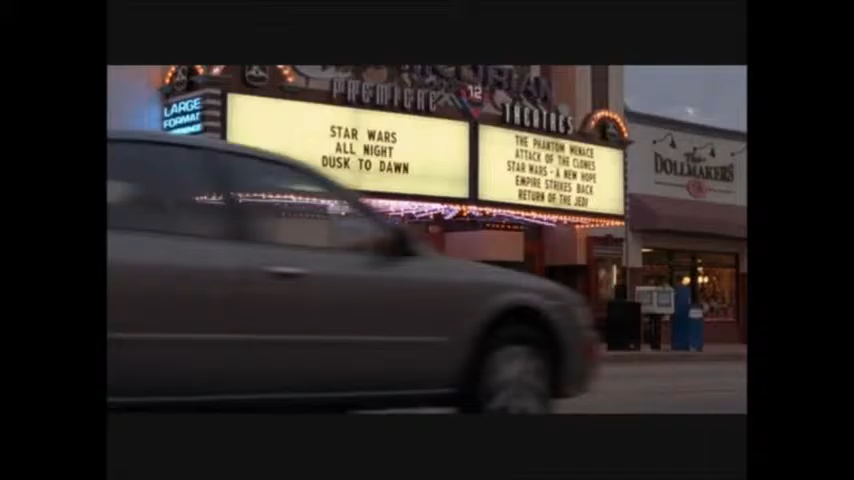 PREMIERE 12
THEATRES
LARGE
FORMAT
STAR WARS
ALL NIGHT
DUSK TO DAWN
THE PHANTOM MENACE
ATTACK OF THE CLONES
STAR WARS - A NEW HOPE
EMPIRE STRIKES BACK
RETURN OF THE JEDI
The
DOLLMAKERS